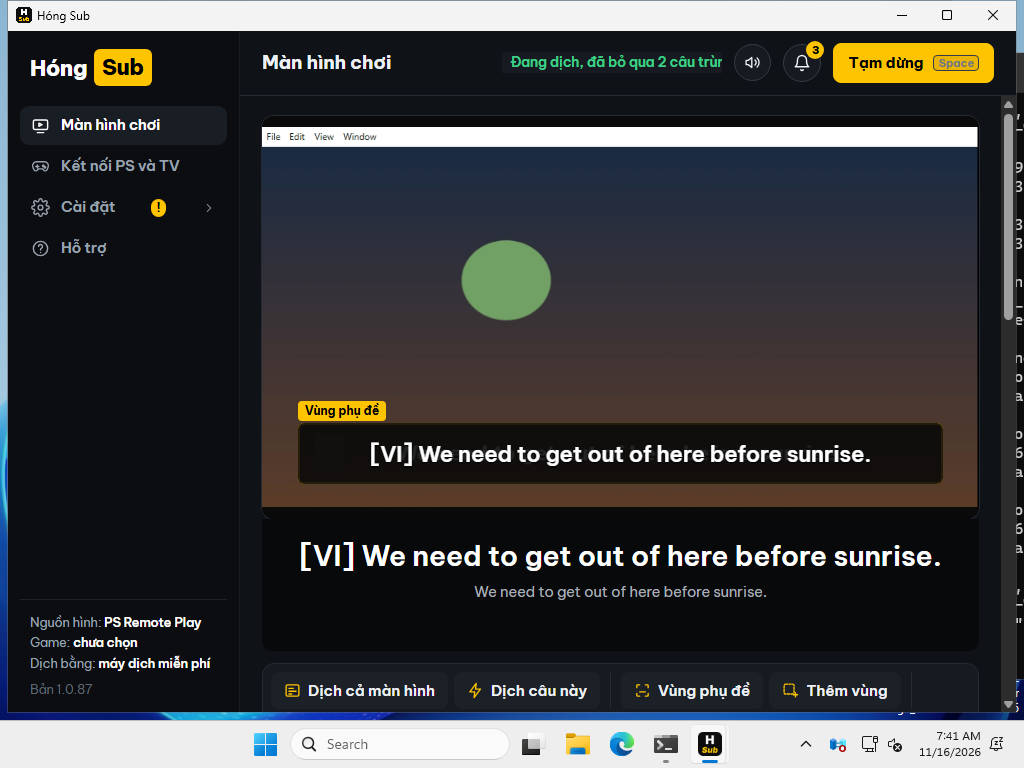 Hóng Sub
Hóng Sub
Màn hình chơi
Đang dịch, đã bỏ qua 2 câu trùn
3
Tạm dừng Space
Màn hình chơi
Kết nối PS và TV
Cài đặt !
Hỗ trợ
File Edit View Window
Vùng phụ đề
[VI] We need to get out of here before sunrise.
[VI] We need to get out of here before sunrise.
We need to get out of here before sunrise.
Nguồn hình: PS Remote Play
Game: chưa chọn
Dịch bằng: máy dịch miễn phí
Bản 1.0.87
Dịch cả màn hình
Dịch câu này
Vùng phụ đề
Thêm vùng
Search
H
Sub
7:41 AM
11/16/2026